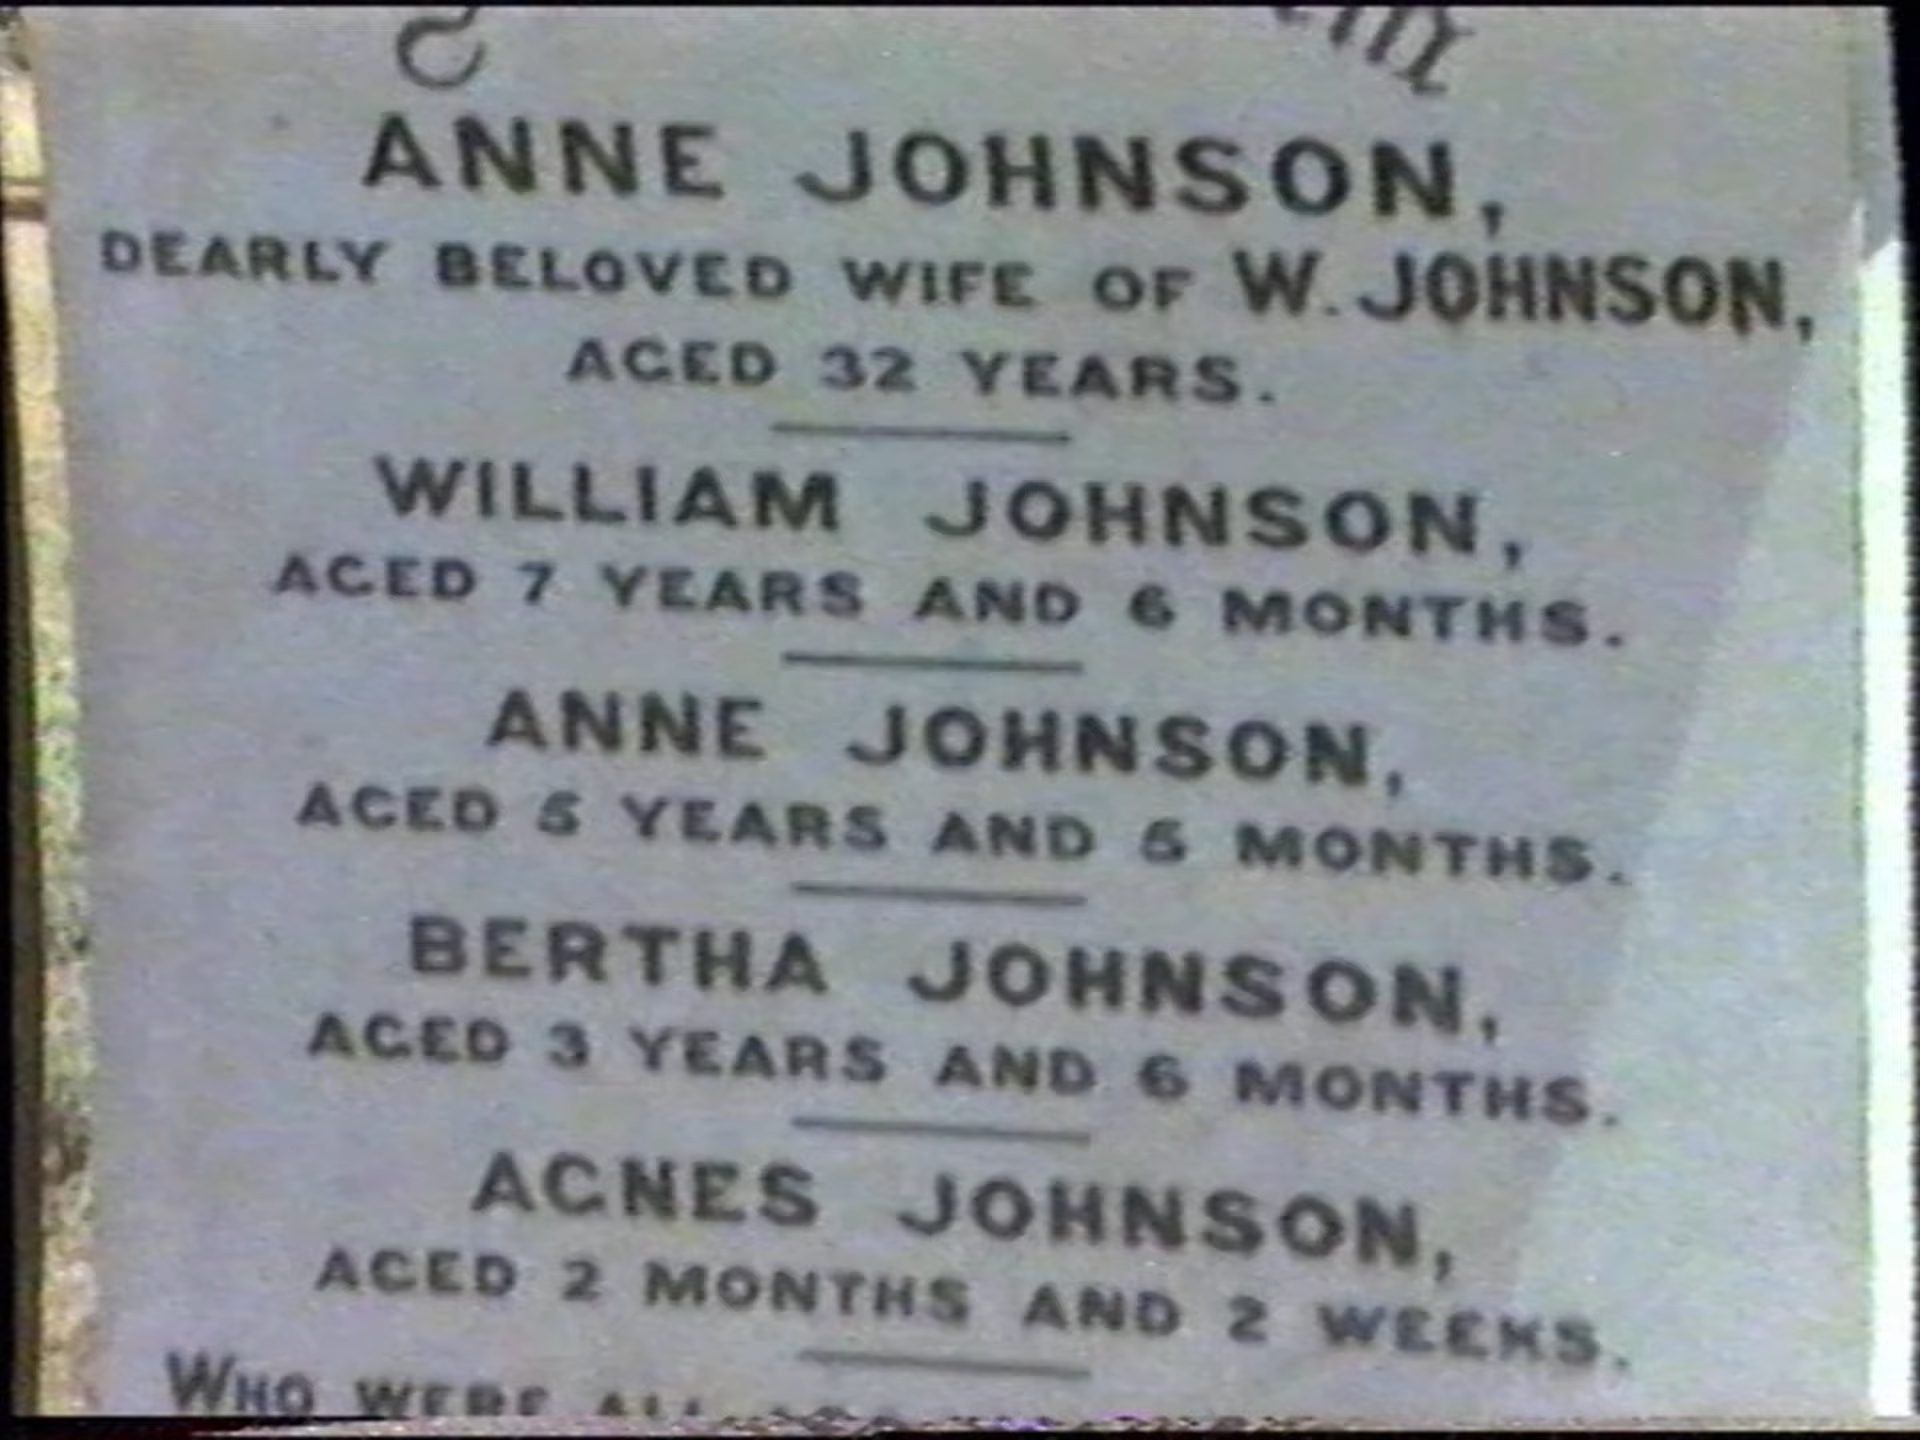 ANNE JOHNSON,
DEARLY BELOVED WIFE OF W. JOHNSON,
AGED 32 YEARS.
WILLIAM JOHNSON,
AGED 7 YEARS AND 6 MONTHS.
ANNE JOHNSON,
AGED 5 YEARS AND 5 MONTHS.
BERTHA JOHNSON,
AGED 3 YEARS AND 6 MONTHS.
AGNES JOHNSON,
AGED 2 MONTHS AND 2 WEEKS.
WHO WERE ALL